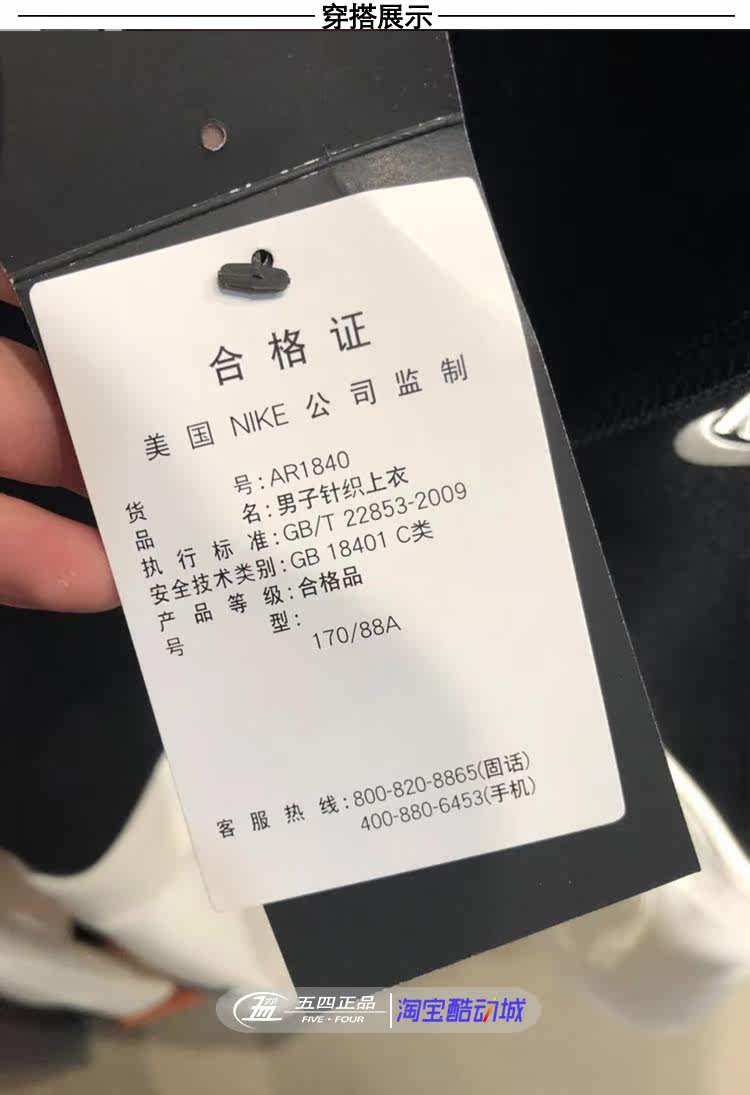 穿搭展示
合格证
美国NIKE公司监制
货号:AR1840
品名:男子针织上衣
执行标准:GB/T 22853-2009
安全技术类别:GB 18401 C类
产品等级:合格品
号型:
170/88A
客服热线:800-820-8865(固话)
400-880-6453(手机)
五四正品
FIVE-FOUR
淘宝酷动城